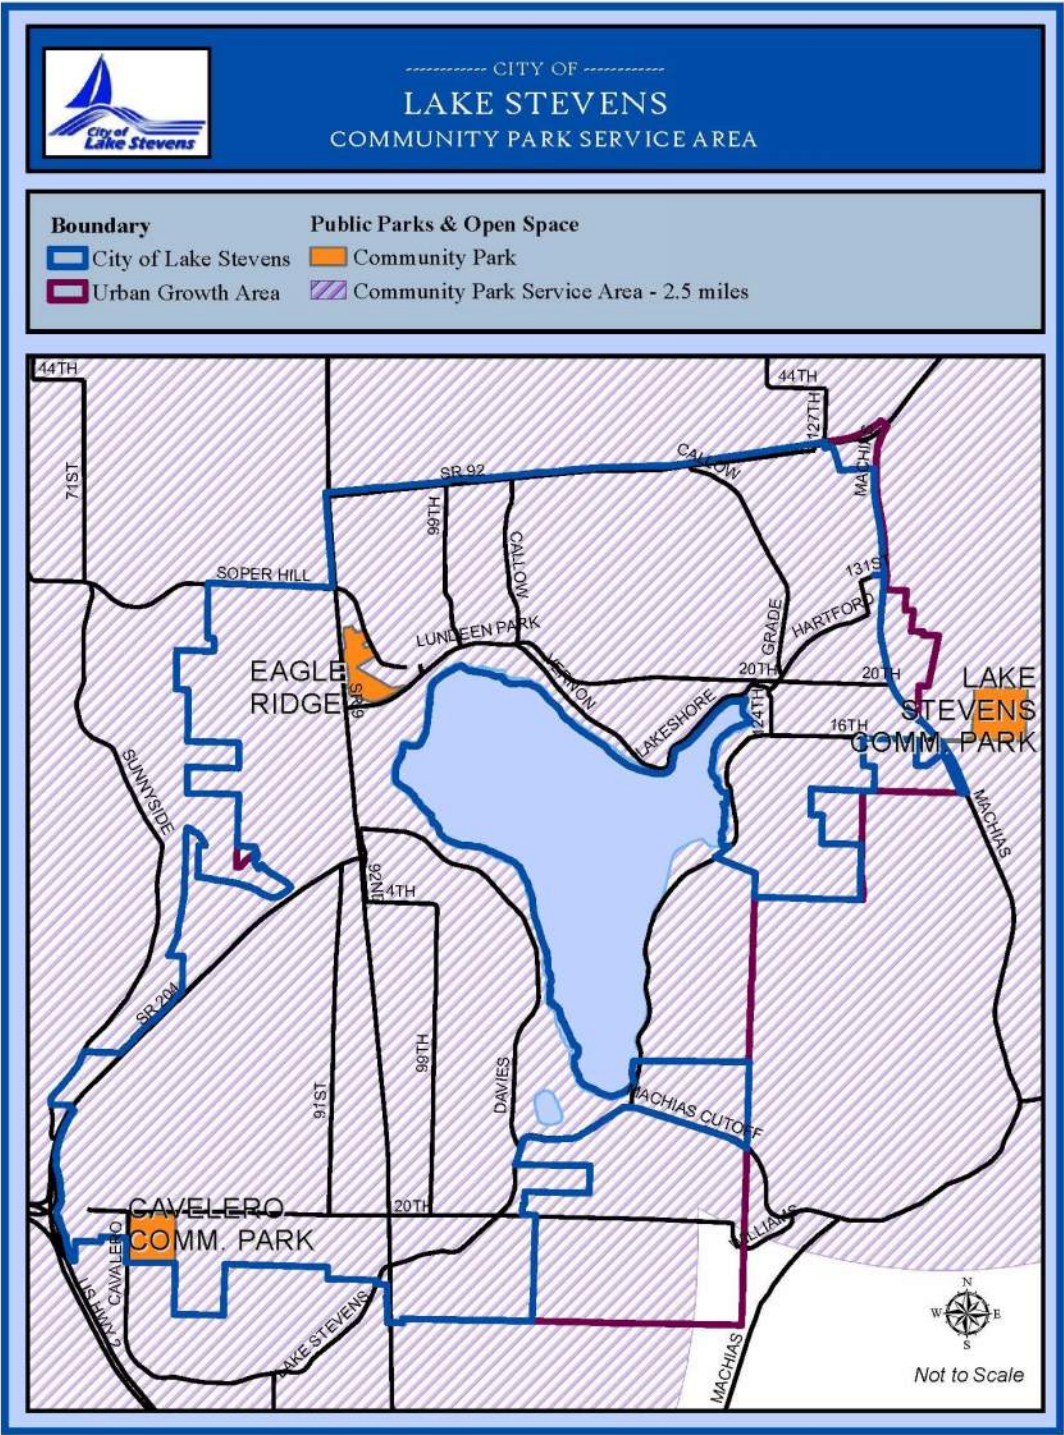 City of
Lake Stevens
------------ CITY OF ------------
LAKE STEVENS
COMMUNITY PARK SERVICE AREA
Boundary
Public Parks & Open Space
City of Lake Stevens
Community Park
Urban Growth Area
Community Park Service Area - 2.5 miles
44TH
44TH
127TH
MACHIAS
71ST
SR 92
CALLOW
99TH
CALLOW
131ST
SOPER HILL
HARTFORD
GRADE
LUNDEEN PARK
EAGLE
RIDGE
SR 9
VERNON
20TH
20TH
LAKE
STEVENS
COMM. PARK
LAKESHORE
124TH
16TH
SUNNYSIDE
MACHIAS
92ND
4TH
SR 204
99TH
91ST
DAVIES
MACHIAS CUTOFF
CAVELERO
COMM. PARK
20TH
WILLIAMS
CAVALERO
US HWY 2
LAKE STEVENS
MACHIAS
N
W
E
S
Not to Scale